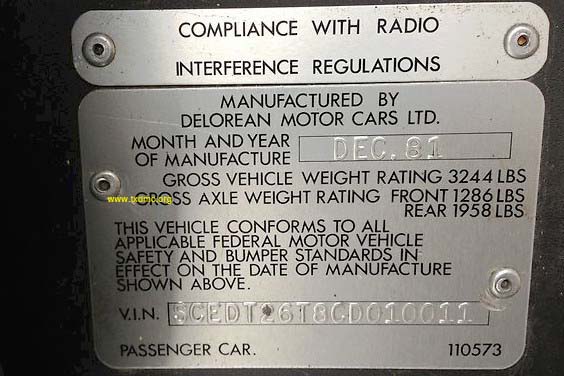 COMPLIANCE WITH RADIO
INTERFERENCE REGULATIONS
MANUFACTURED BY
DELOREAN MOTOR CARS LTD.
MONTH AND YEAR
OF MANUFACTURE DEC.81
GROSS VEHICLE WEIGHT RATING 3244 LBS
www.txdmc.org
GROSS AXLE WEIGHT RATING FRONT 1286 LBS
REAR 1958 LBS
THIS VEHICLE CONFORMS TO ALL
APPLICABLE FEDERAL MOTOR VEHICLE
SAFETY AND BUMPER STANDARDS IN
EFFECT ON THE DATE OF MANUFACTURE
SHOWN ABOVE.
V.I.N. SCEDT26T8CD010011
PASSENGER CAR. 110573